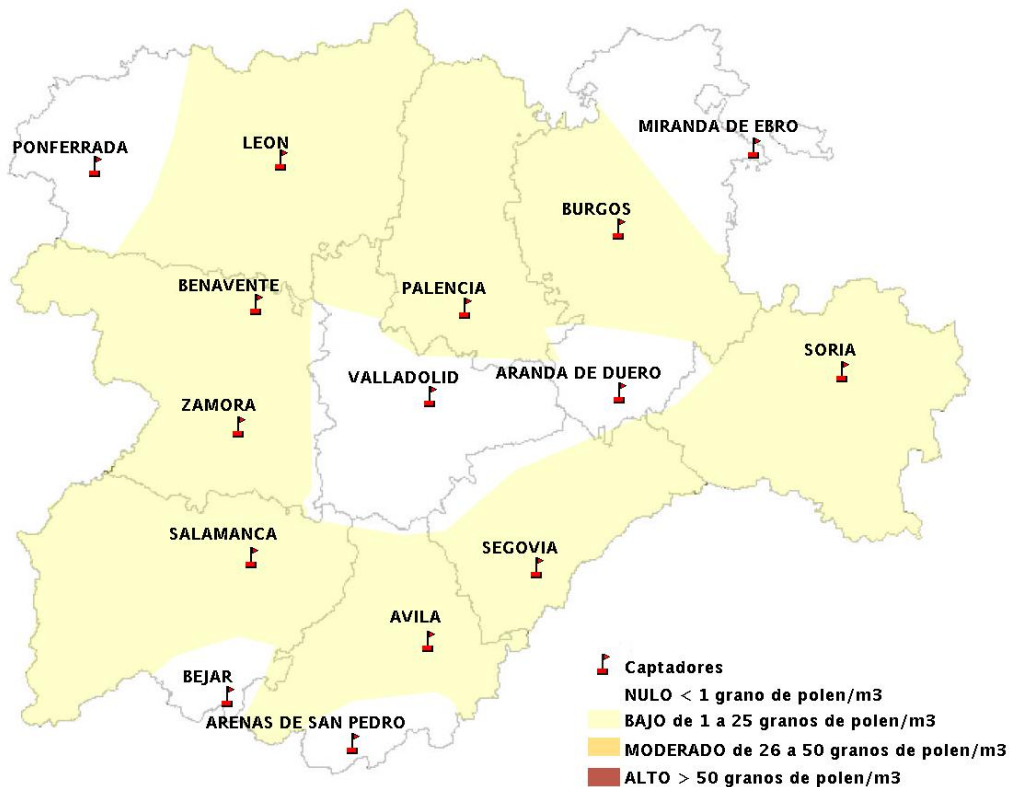 MIRANDA DE EBRO
PONFERRADA
LEON
BURGOS
BENAVENTE
PALENCIA
SORIA
VALLADOLID
ARANDA DE DUERO
ZAMORA
SALAMANCA
SEGOVIA
AVILA
BEJAR
ARENAS DE SAN PEDRO
Captadores
NULO < 1 grano de polen/m3
BAJO de 1 a 25 granos de polen/m3
MODERADO de 26 a 50 granos de polen/m3
ALTO > 50 granos de polen/m3